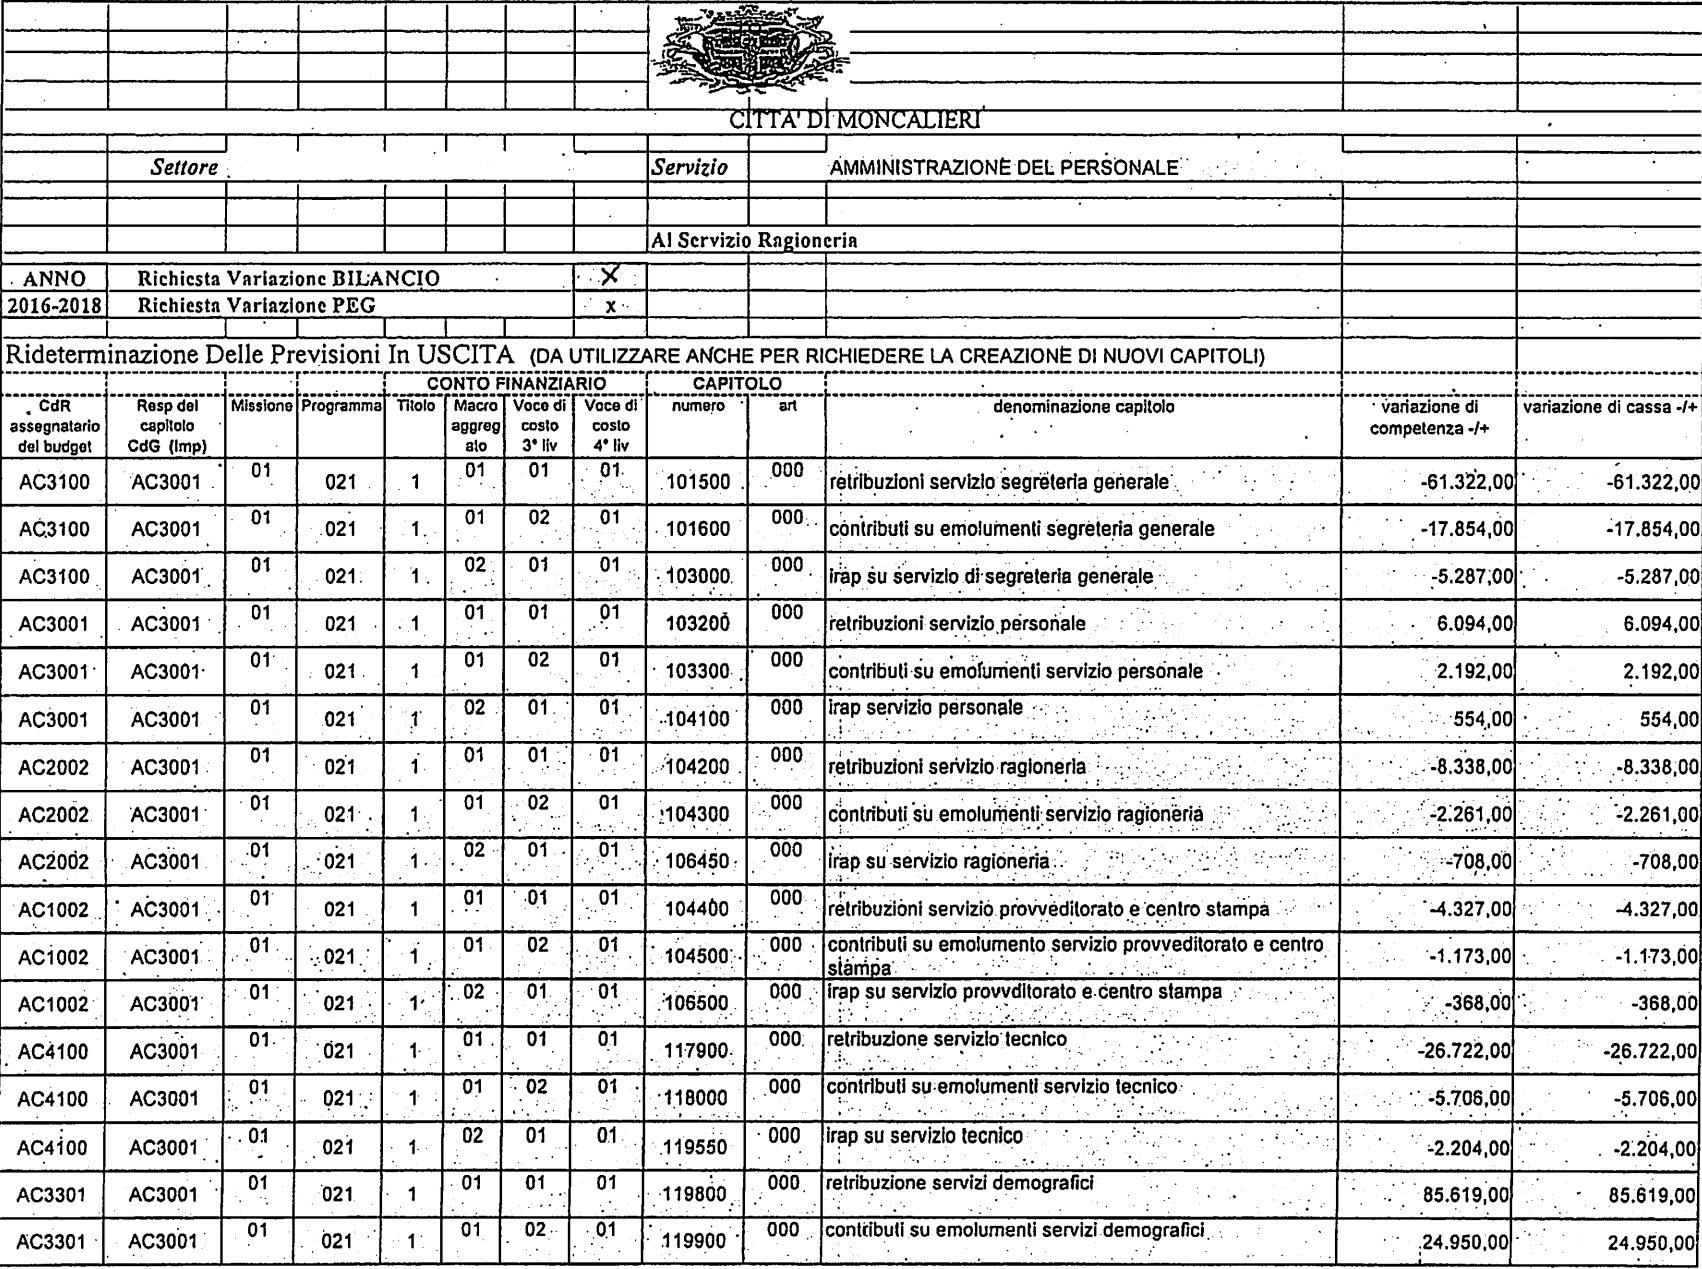 CITTA' DI MONCALIERI
Settore Servizio AMMINISTRAZIONE DEL PERSONALE
Al Servizio Ragioneria
ANNO Richiesta Variazione BILANCIO X
2016-2018 Richiesta Variazione PEG x
Rideterminazione Delle Previsioni In USCITA (DA UTILIZZARE ANCHE PER RICHIEDERE LA CREAZIONE DI NUOVI CAPITOLI)
CONTO FINANZIARIO CAPITOLO
CdR assegnatario del budget Resp del capitolo CdG (Imp) Missione Programma Titolo Macro aggreg ato Voce di costo 3° liv Voce di costo 4° liv numero art denominazione capitolo variazione di competenza -/+ variazione di cassa -/+
AC3100 AC3001 01 021 1 01 01 01 101500 000 retribuzioni servizio segreteria generale -61.322,00 -61.322,00
AC3100 AC3001 01 021 1 01 02 01 101600 000 contributi su emolumenti segreteria generale -17.854,00 -17.854,00
AC3100 AC3001 01 021 1 02 01 01 103000 000 irap su servizio di segreteria generale -5.287,00 -5.287,00
AC3001 AC3001 01 021 1 01 01 01 103200 000 retribuzioni servizio personale 6.094,00 6.094,00
AC3001 AC3001 01 021 1 01 02 01 103300 000 contributi su emolumenti servizio personale 2.192,00 2.192,00
AC3001 AC3001 01 021 1 02 01 01 104100 000 irap servizio personale 554,00 554,00
AC2002 AC3001 01 021 1 01 01 01 104200 000 retribuzioni servizio ragioneria -8.338,00 -8.338,00
AC2002 AC3001 01 021 1 01 02 01 104300 000 contributi su emolumenti servizio ragioneria -2.261,00 -2.261,00
AC2002 AC3001 01 021 1 02 01 01 106450 000 irap su servizio ragioneria -708,00 -708,00
AC1002 AC3001 01 021 1 01 01 01 104400 000 retribuzioni servizio provveditorato e centro stampa -4.327,00 -4.327,00
AC1002 AC3001 01 021 1 01 02 01 104500 000 contributi su emolumento servizio provveditorato e centro stampa -1.173,00 -1.173,00
AC1002 AC3001 01 021 1 02 01 01 106500 000 irap su servizio provvditorato e centro stampa -368,00 -368,00
AC4100 AC3001 01 021 1 01 01 01 117900 000 retribuzione servizio tecnico -26.722,00 -26.722,00
AC4100 AC3001 01 021 1 01 02 01 118000 000 contributi su emolumenti servizio tecnico -5.706,00 -5.706,00
AC4100 AC3001 01 021 1 02 01 01 119550 000 irap su servizio tecnico -2.204,00 -2.204,00
AC3301 AC3001 01 021 1 01 01 01 119800 000 retribuzione servizi demografici 85.619,00 85.619,00
AC3301 AC3001 01 021 1 01 02 01 119900 000 contributi su emolumenti servizi demografici 24.950,00 24.950,00